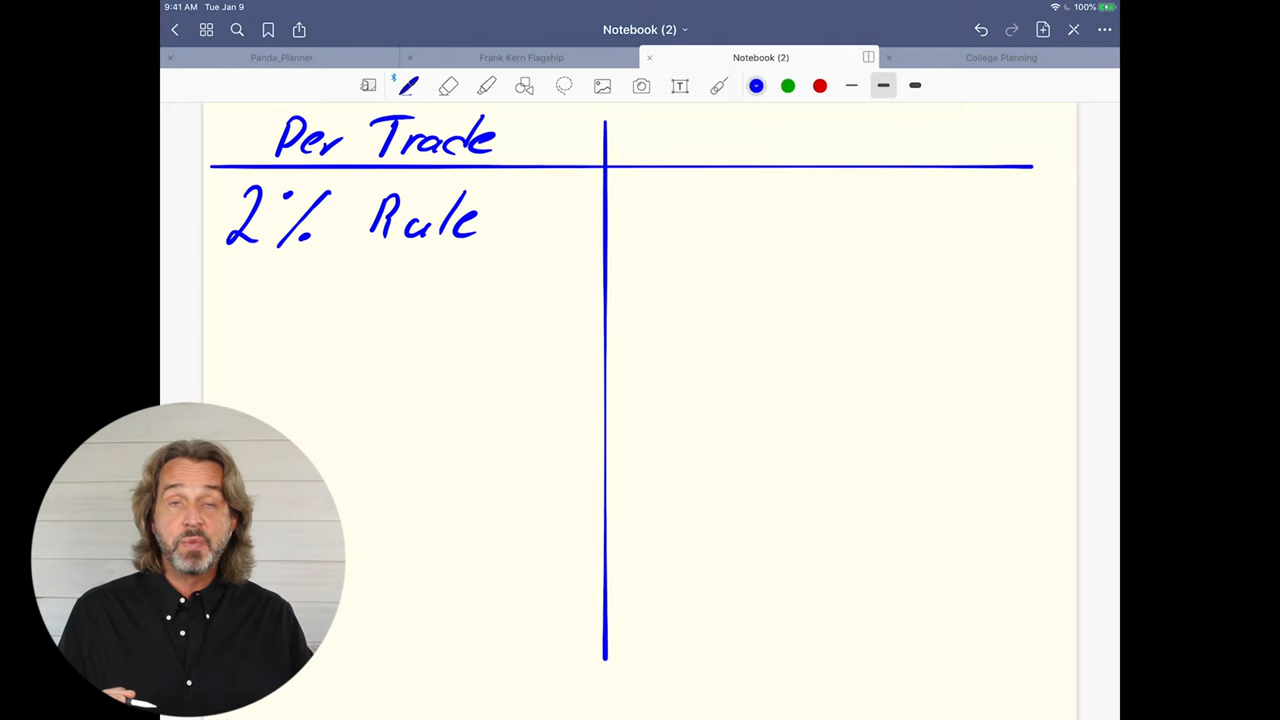 9:41 AM Tue Jan 9
100%
Notebook (2)
Panda_Planner
Frank Kern Flagship
Notebook (2)
College Planning
T
Per Trade
2% Rule